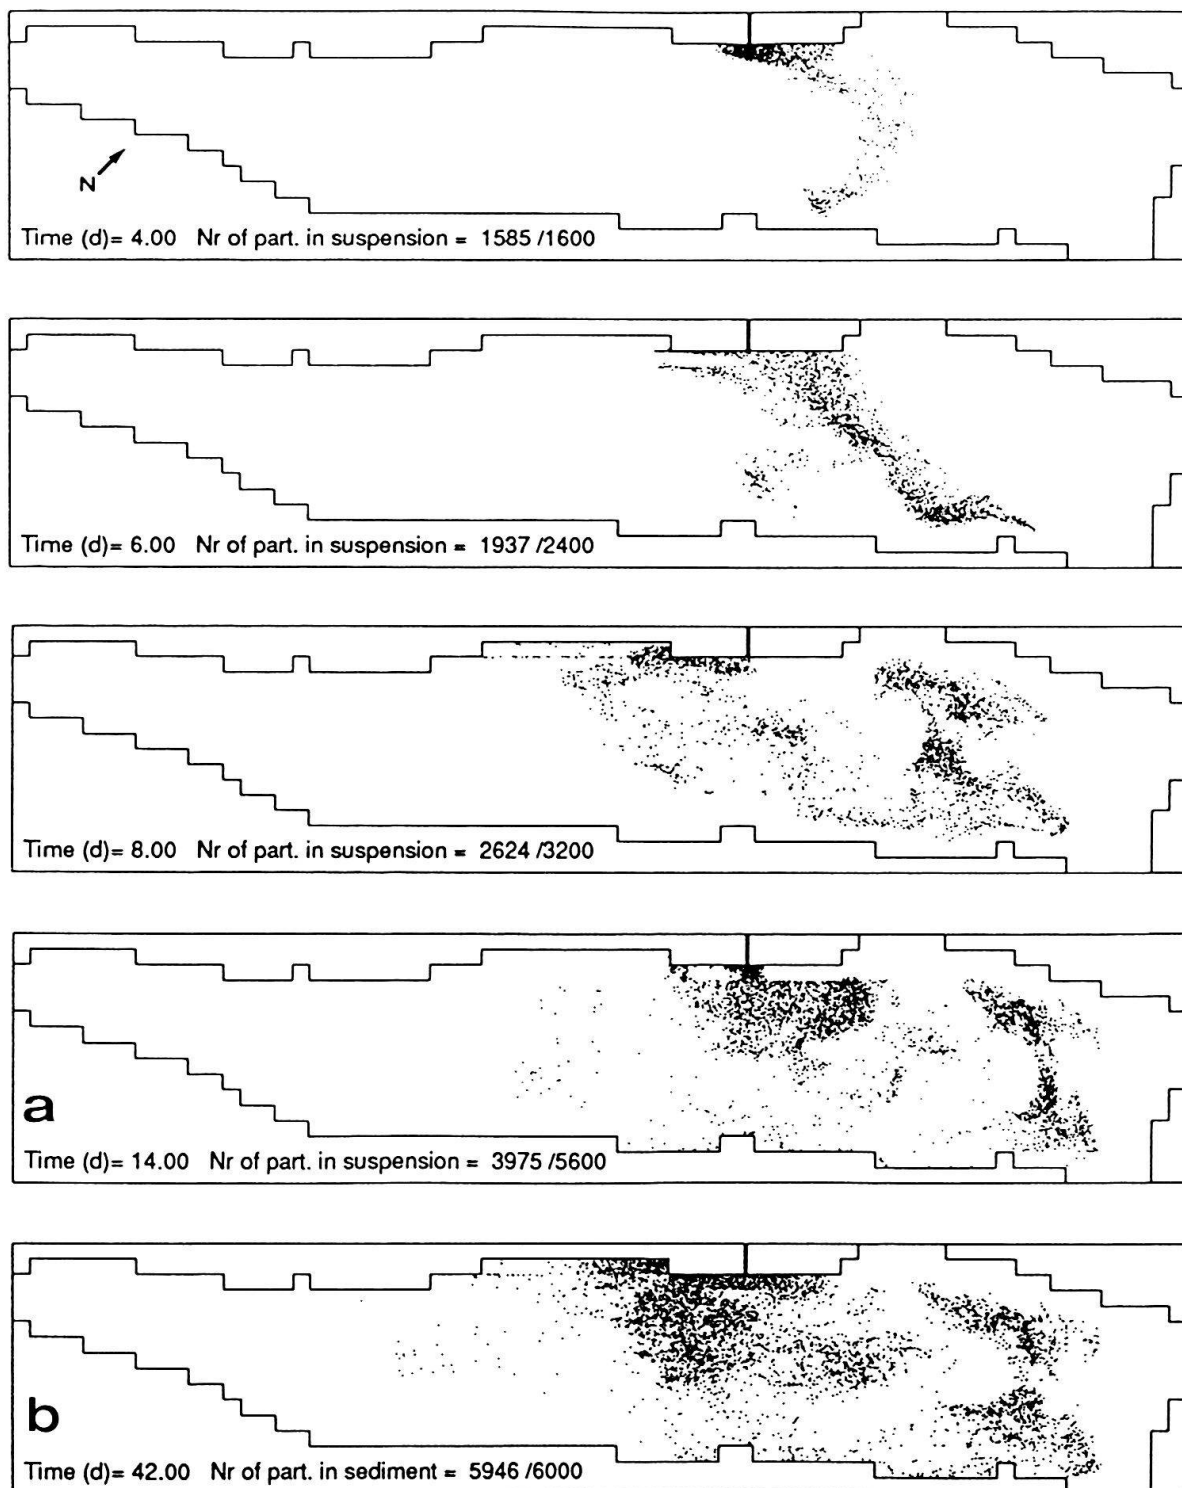 N
Time (d)= 4.00 Nr of part. in suspension = 1585 /1600
Time (d)= 6.00 Nr of part. in suspension = 1937 /2400
Time (d)= 8.00 Nr of part. in suspension = 2624 /3200
a
Time (d)= 14.00 Nr of part. in suspension = 3975 /5600
b
Time (d)= 42.00 Nr of part. in sediment = 5946 /6000